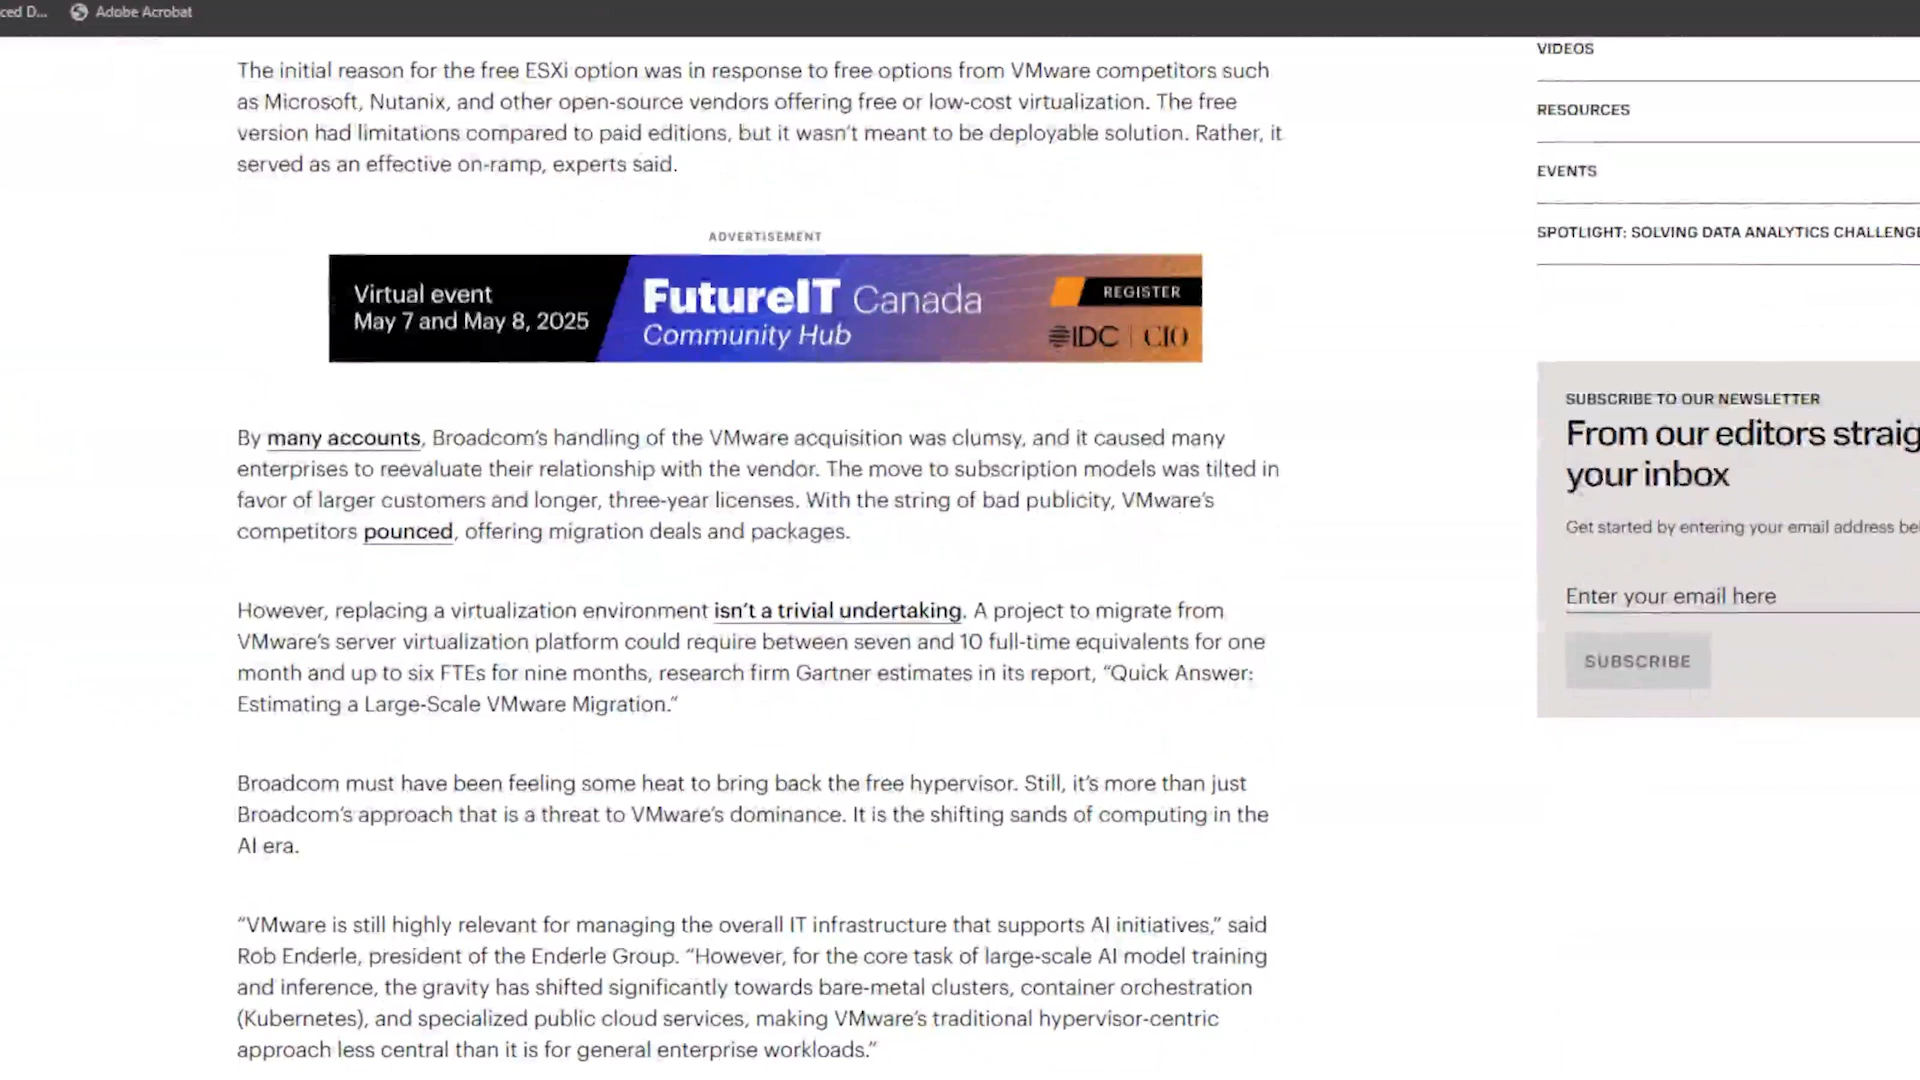 ced D... Adobe Acrobat
The initial reason for the free ESXi option was in response to free options from VMware competitors such
as Microsoft, Nutanix, and other open-source vendors offering free or low-cost virtualization. The free
version had limitations compared to paid editions, but it wasn't meant to be deployable solution. Rather, it
served as an effective on-ramp, experts said.
ADVERTISEMENT
Virtual event
May 7 and May 8, 2025
FutureIT Canada
Community Hub
REGISTER
IDC | CIO
By many accounts, Broadcom's handling of the VMware acquisition was clumsy, and it caused many
enterprises to reevaluate their relationship with the vendor. The move to subscription models was tilted in
favor of larger customers and longer, three-year licenses. With the string of bad publicity, VMware's
competitors pounced, offering migration deals and packages.
However, replacing a virtualization environment isn't a trivial undertaking. A project to migrate from
VMware's server virtualization platform could require between seven and 10 full-time equivalents for one
month and up to six FTEs for nine months, research firm Gartner estimates in its report, “Quick Answer:
Estimating a Large-Scale VMware Migration.”
Broadcom must have been feeling some heat to bring back the free hypervisor. Still, it's more than just
Broadcom's approach that is a threat to VMware's dominance. It is the shifting sands of computing in the
AI era.
“VMware is still highly relevant for managing the overall IT infrastructure that supports AI initiatives,” said
Rob Enderle, president of the Enderle Group. “However, for the core task of large-scale AI model training
and inference, the gravity has shifted significantly towards bare-metal clusters, container orchestration
(Kubernetes), and specialized public cloud services, making VMware's traditional hypervisor-centric
approach less central than it is for general enterprise workloads.”
VIDEOS
RESOURCES
EVENTS
SPOTLIGHT: SOLVING DATA ANALYTICS CHALLENGE
SUBSCRIBE TO OUR NEWSLETTER
From our editors straig
your inbox
Get started by entering your email address bel
Enter your email here
SUBSCRIBE